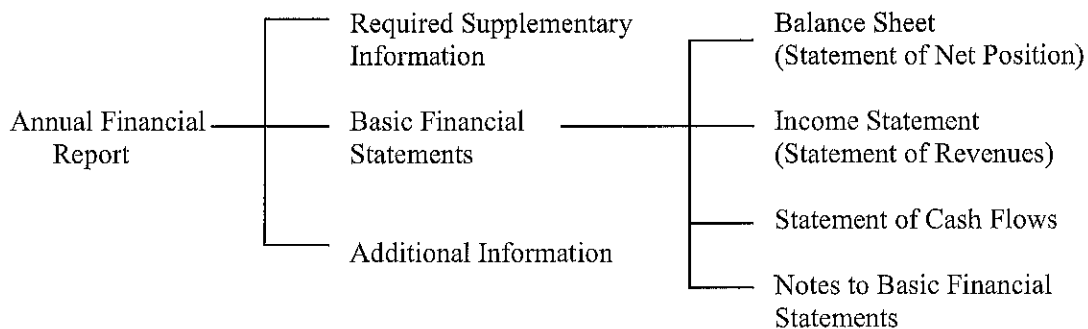 Annual Financial
Report
Required Supplementary
Information
Basic Financial
Statements
Additional Information
Balance Sheet
(Statement of Net Position)
Income Statement
(Statement of Revenues)
Statement of Cash Flows
Notes to Basic Financial
Statements